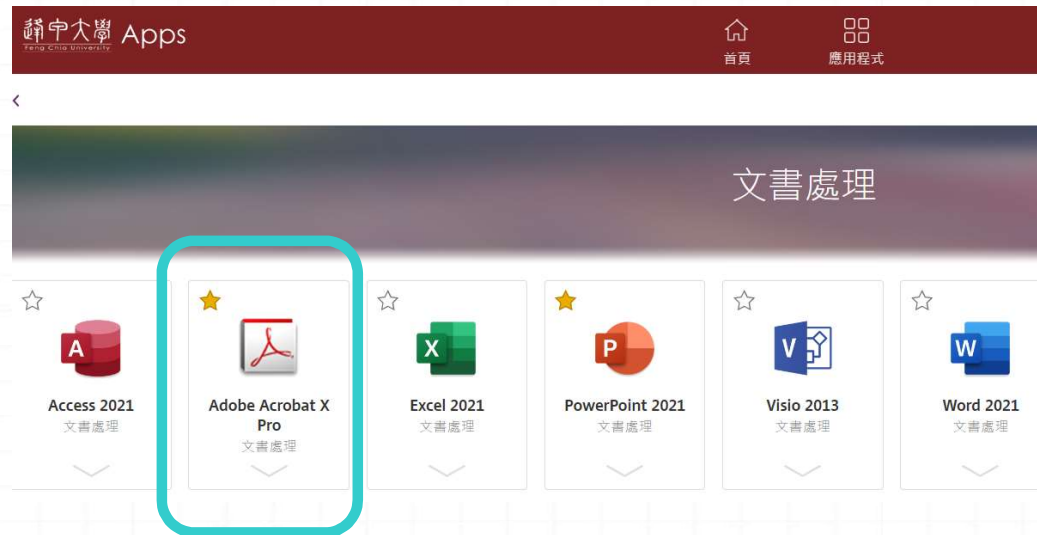 逢甲大學 Apps
Feng Chia University
首頁
應用程式
文書處理
Access 2021
文書處理
Adobe Acrobat X
Pro
文書處理
Excel 2021
文書處理
PowerPoint 2021
文書處理
Visio 2013
文書處理
Word 2021
文書處理